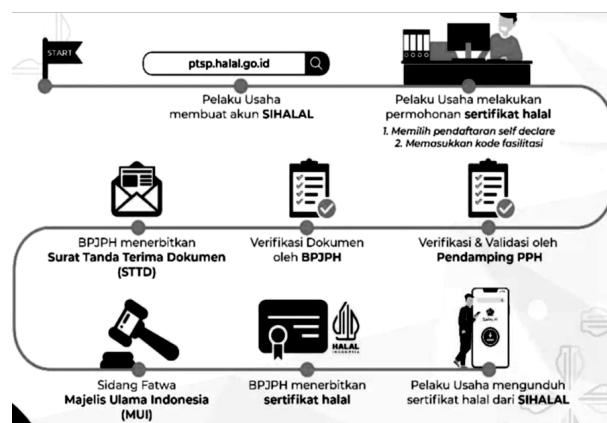 START
ptsp.halal.go.id
Pelaku Usaha
membuat akun SIHALAL
Pelaku Usaha melakukan
permohonan sertifikat halal
1. Memilih pendaftaran self declare
2. Memasukkan kode fasilitasi
Verifikasi & Validasi oleh
Pendamping PPH
Verifikasi Dokumen
oleh BPJPH
BPJPH menerbitkan
Surat Tanda Terima Dokumen
(STTD)
Sidang Fatwa
Majelis Ulama Indonesia
(MUI)
HALAL
INDONESIA
BPJPH menerbitkan
sertifikat halal
Pelaku Usaha mengunduh
sertifikat halal dari SIHALAL